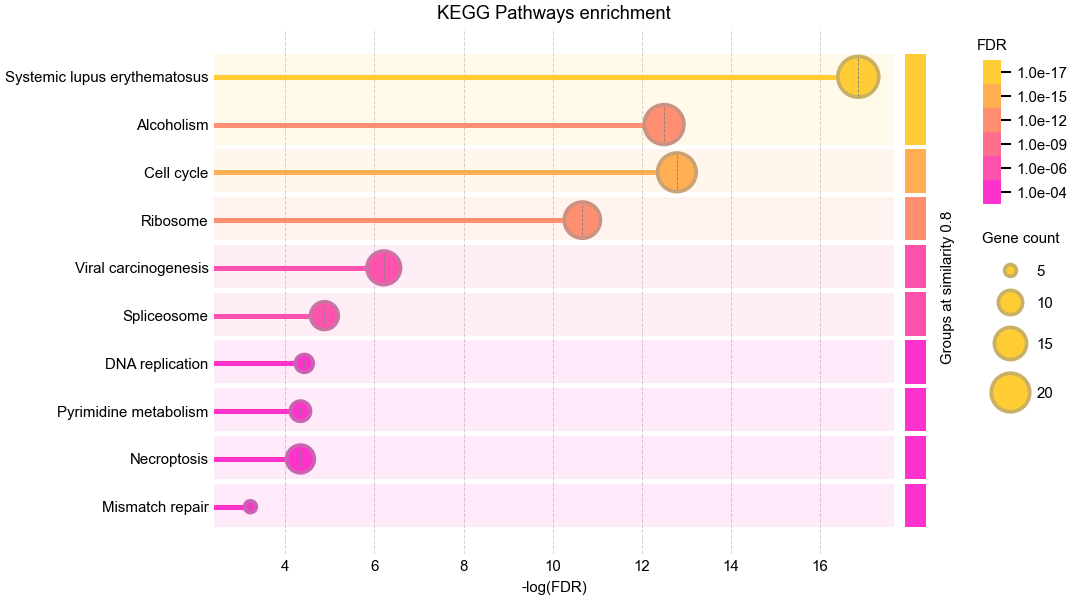 KEGG Pathways enrichment
Systemic lupus erythematosus
Alcoholism
Cell cycle
Ribosome
Viral carcinogenesis
Spliceosome
DNA replication
Pyrimidine metabolism
Necroptosis
Mismatch repair
4 6 8 10 12 14 16
-log(FDR)
Groups at similarity 0.8
FDR
1.0e-17
1.0e-15
1.0e-12
1.0e-09
1.0e-06
1.0e-04
Gene count
5
10
15
20